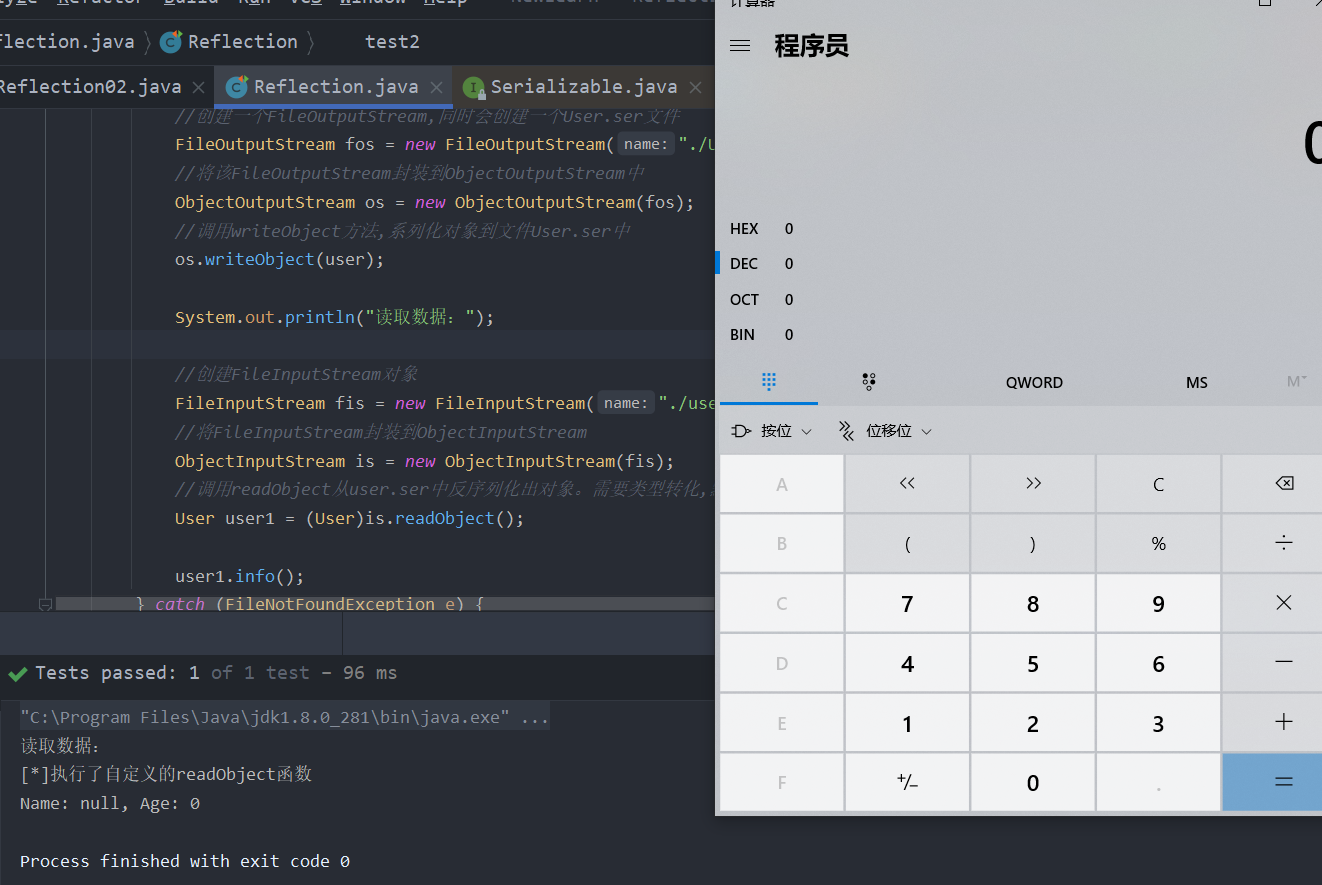 Refactor Build Run VCS Window Help
flection.java Reflection test2
Reflection02.java Reflection.java Serializable.java
//创建一个FileOutputStream,同时会创建一个User.ser文件
FileOutputStream fos = new FileOutputStream( name: "./U
//将该FileOutputStream封装到ObjectOutputStream中
ObjectOutputStream os = new ObjectOutputStream(fos);
//调用writeObject方法,系列化对象到文件User.ser中
os.writeObject(user);
System.out.println("读取数据：");
//创建FileInputStream对象
FileInputStream fis = new FileInputStream( name: "./use
//将FileInputStream封装到ObjectInputStream
ObjectInputStream is = new ObjectInputStream(fis);
//调用readObject从user.ser中反序列化出对象。需要类型转化,
User user1 = (User)is.readObject();
user1.info();
} catch (FileNotFoundException e) {
Tests passed: 1 of 1 test – 96 ms
"C:\Program Files\Java\jdk1.8.0_281\bin\java.exe" ...
读取数据：
[*]执行了自定义的readObject函数
Name: null, Age: 0
Process finished with exit code 0
计算器
程序员
0
HEX 0
DEC 0
OCT 0
BIN 0
QWORD MS M
按位 位移位
A << >> C
B ( ) % ÷
C 7 8 9 ×
D 4 5 6 −
E 1 2 3 +
F +/− 0 . =